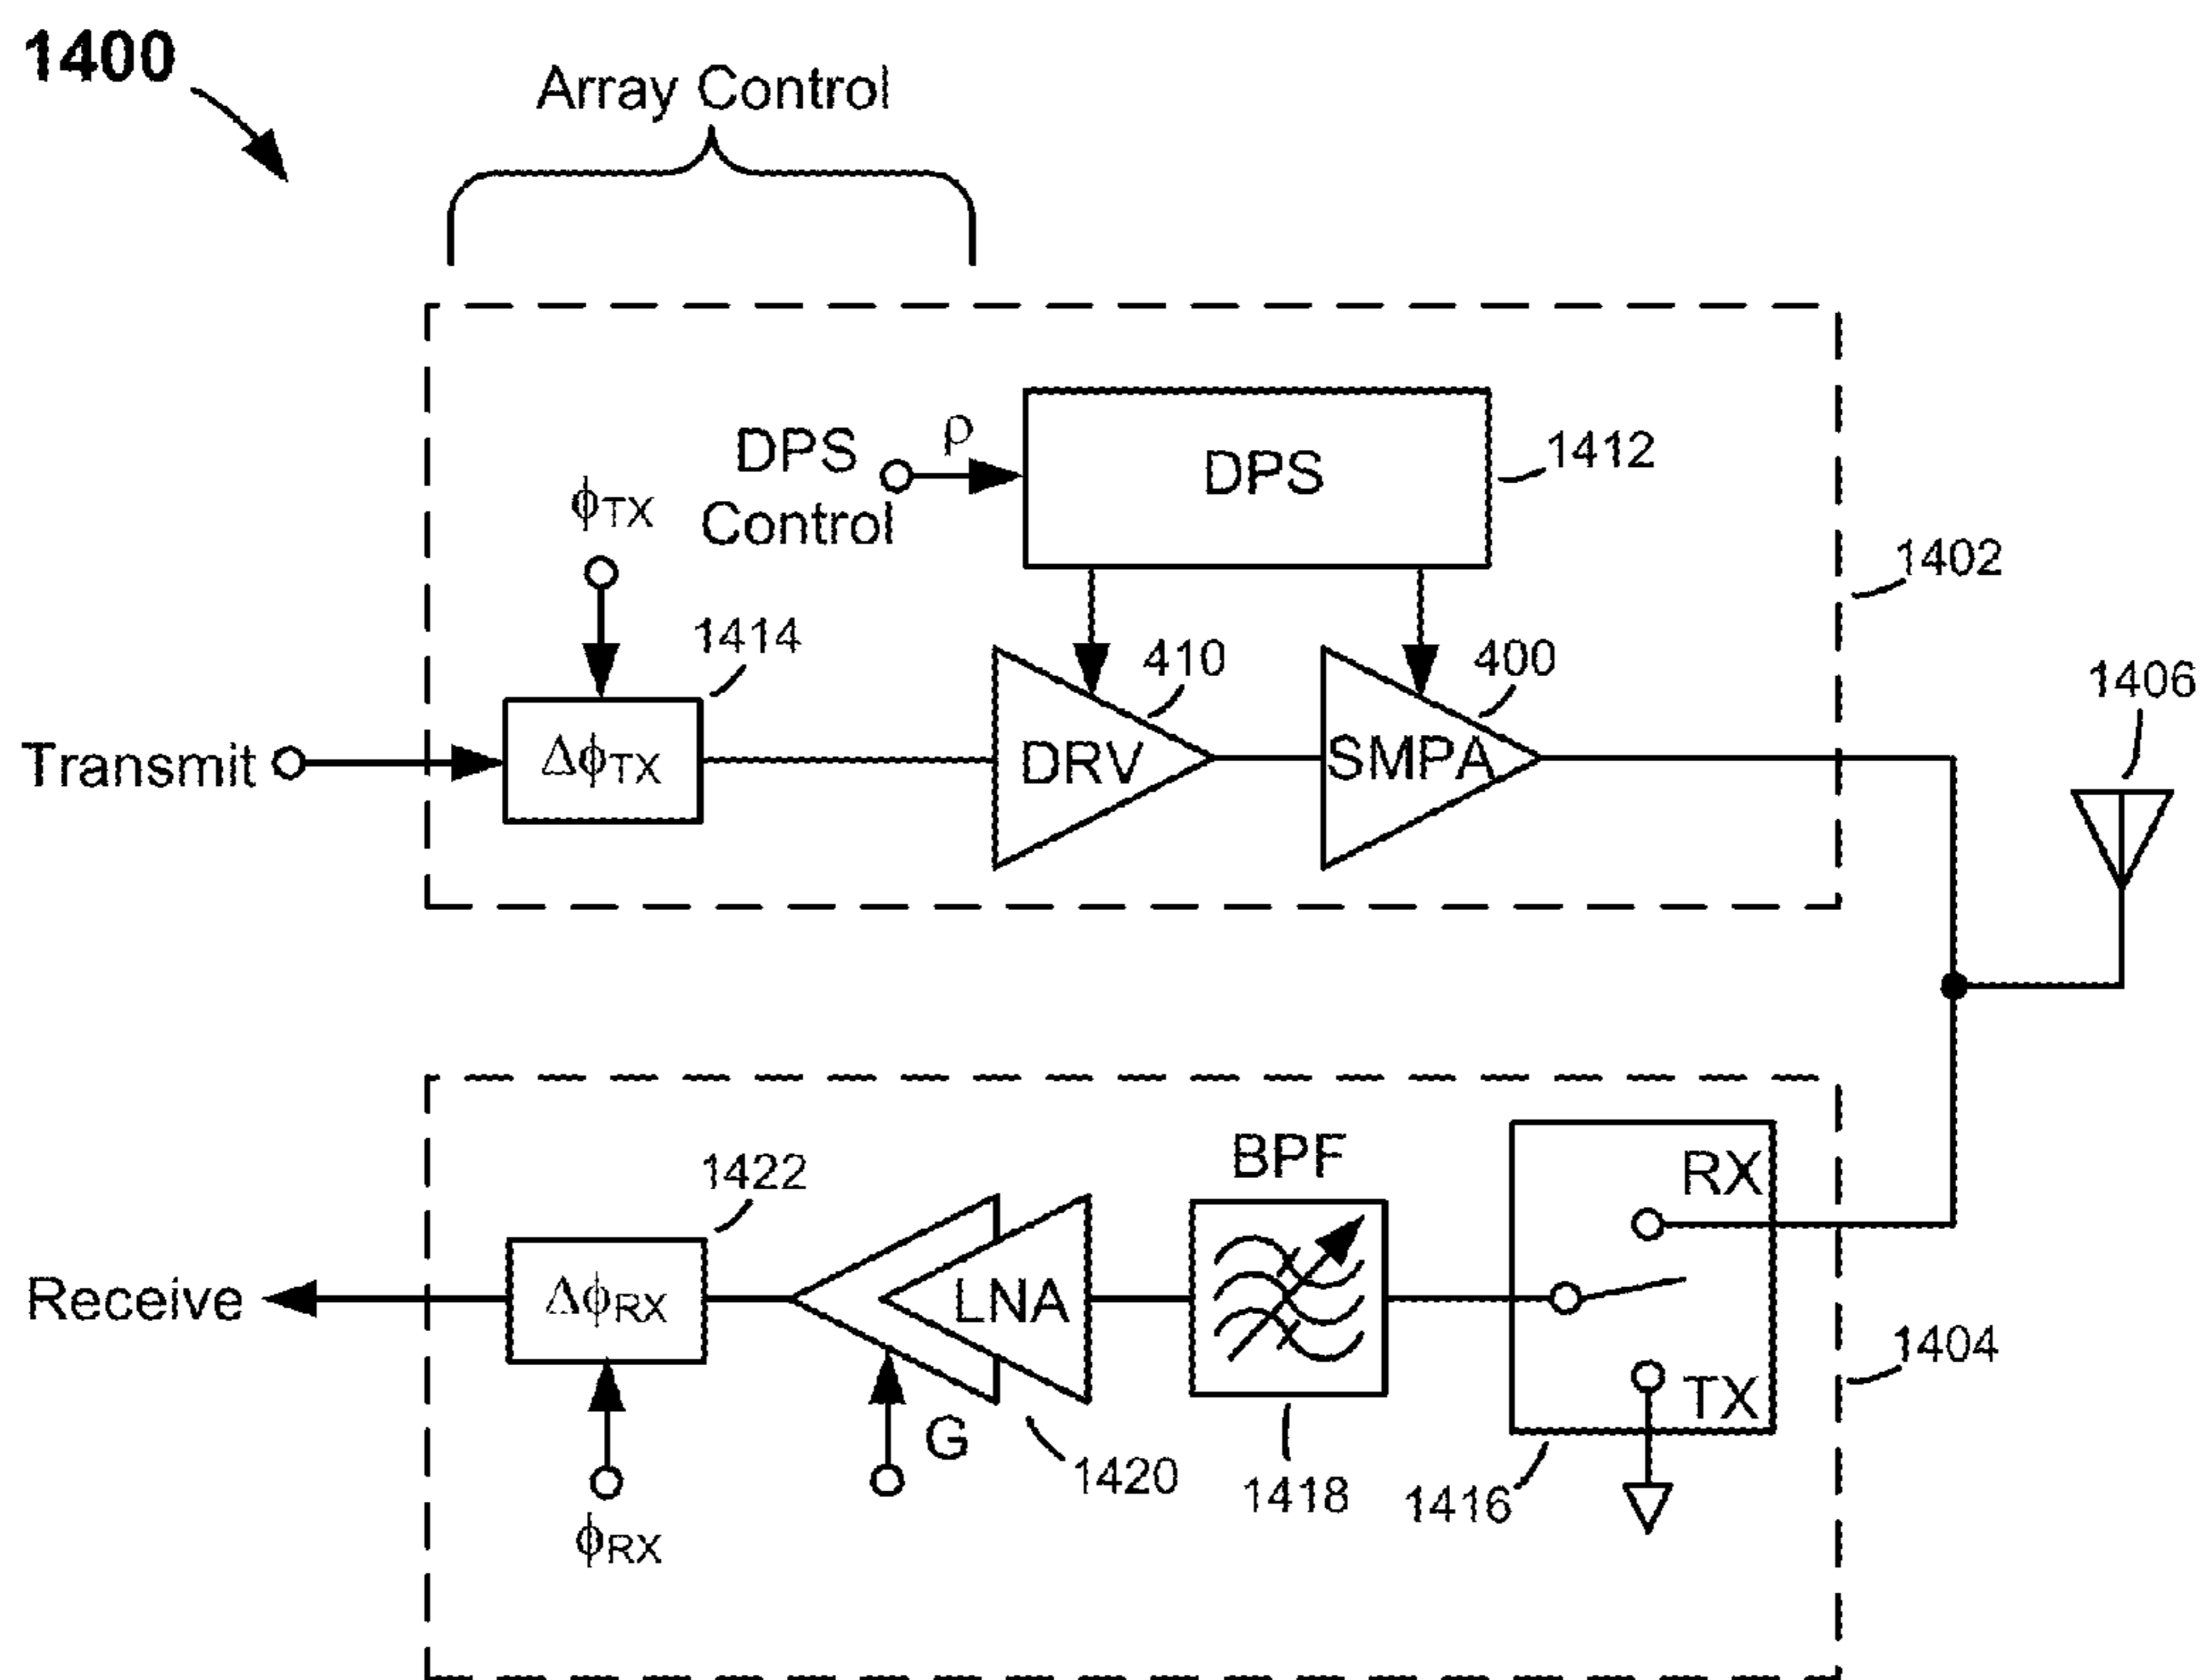 1400
Array Control
DPS
Control
ρ
DPS
1412
ϕTX
1402
1414
410
400
1406
Transmit
ΔϕTX
DRV
SMPA
BPF
RX
1422
Receive
ΔϕRX
LNA
1404
TX
G
1420
1418
1416
ϕRX